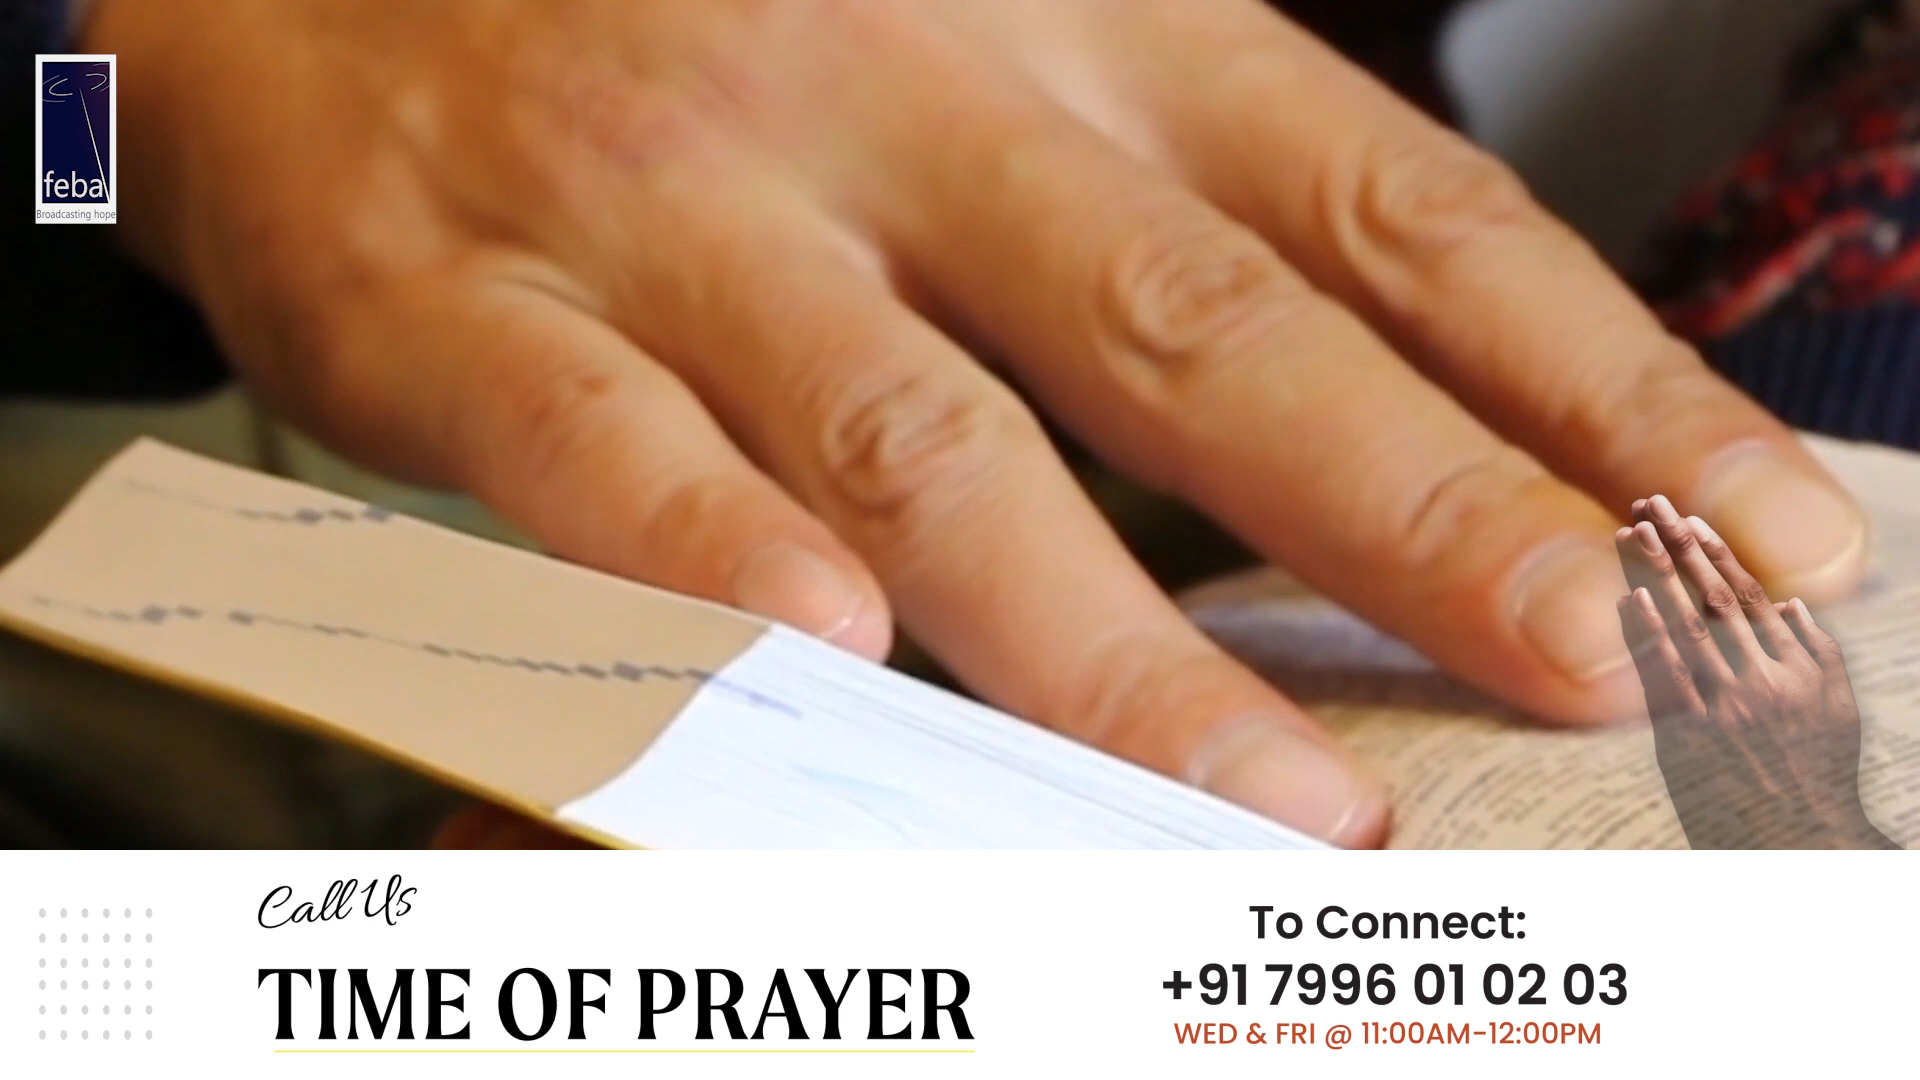 feba
Broadcasting hope
Call Us
TIME OF PRAYER
To Connect:
+91 7996 01 02 03
WED & FRI @ 11:00AM-12:00PM